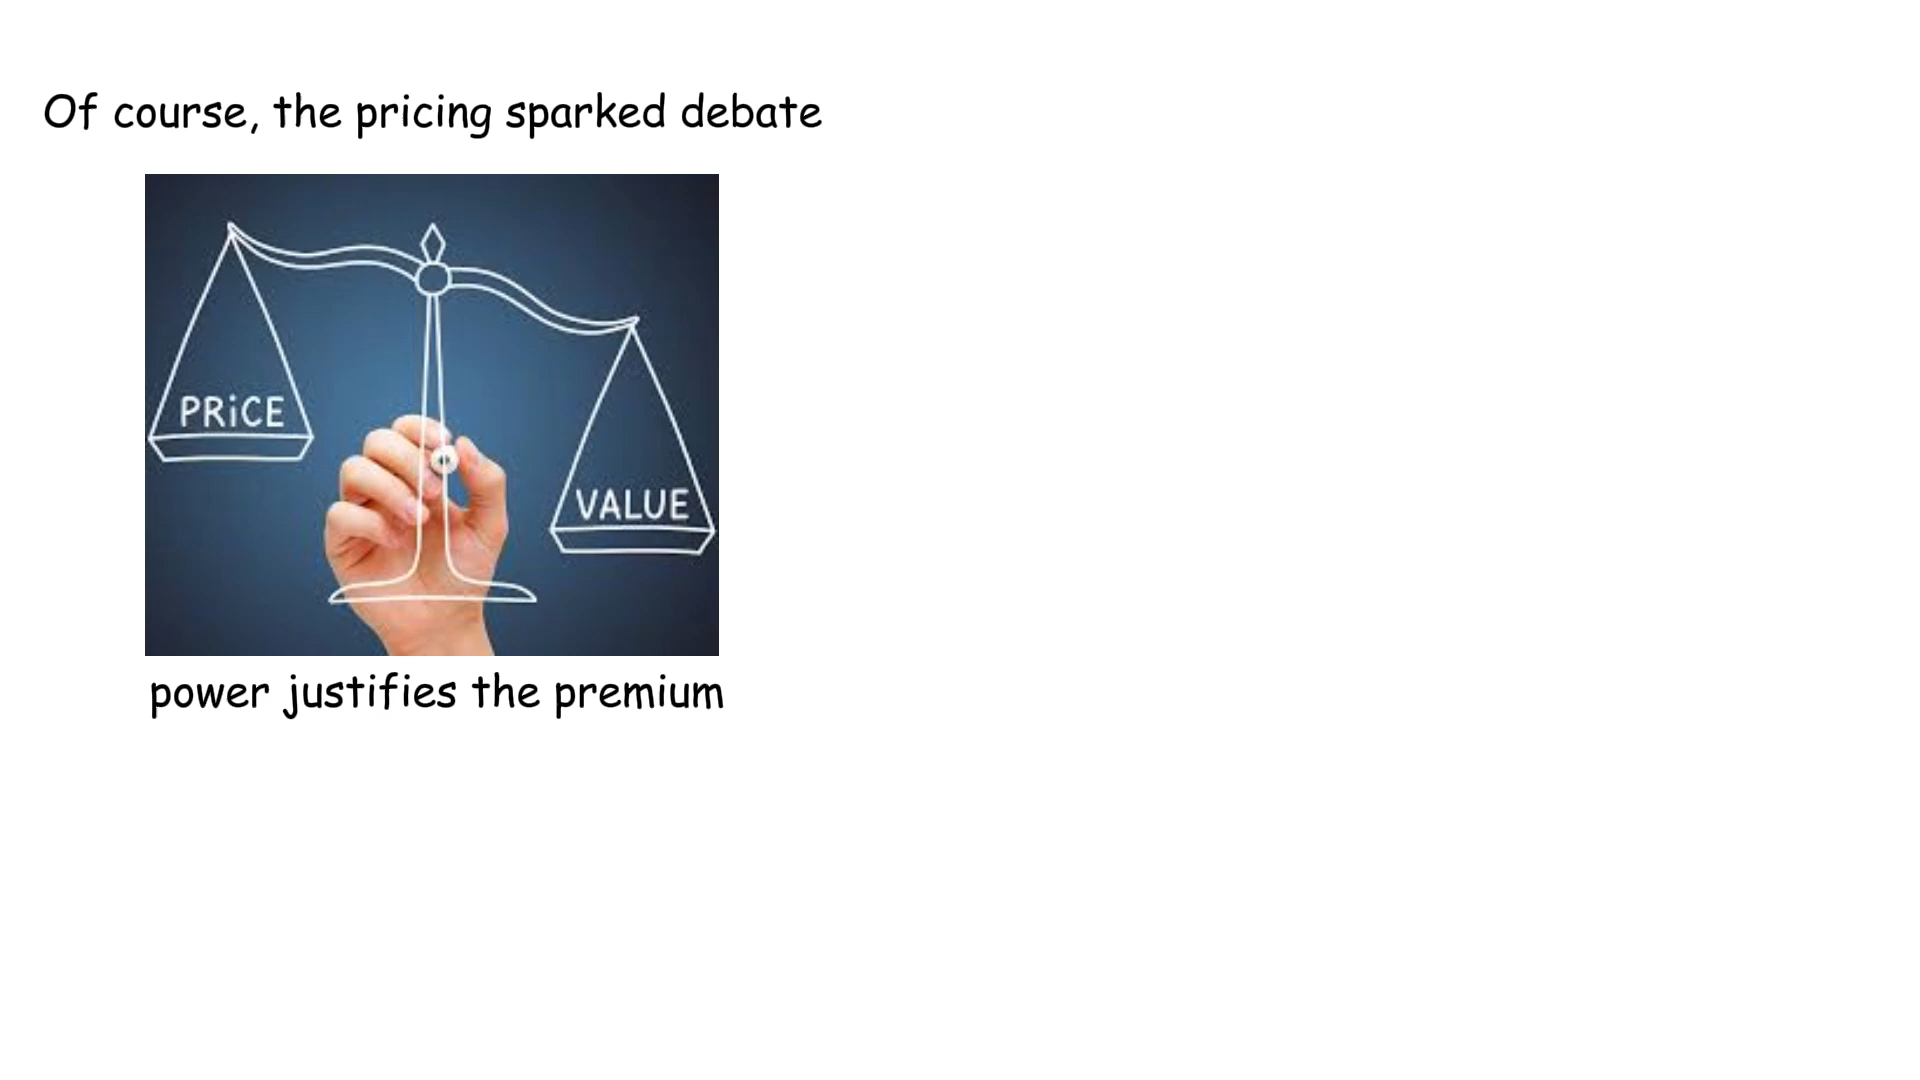 Of course, the pricing sparked debate
PRiCE
VALUE
power justifies the premium